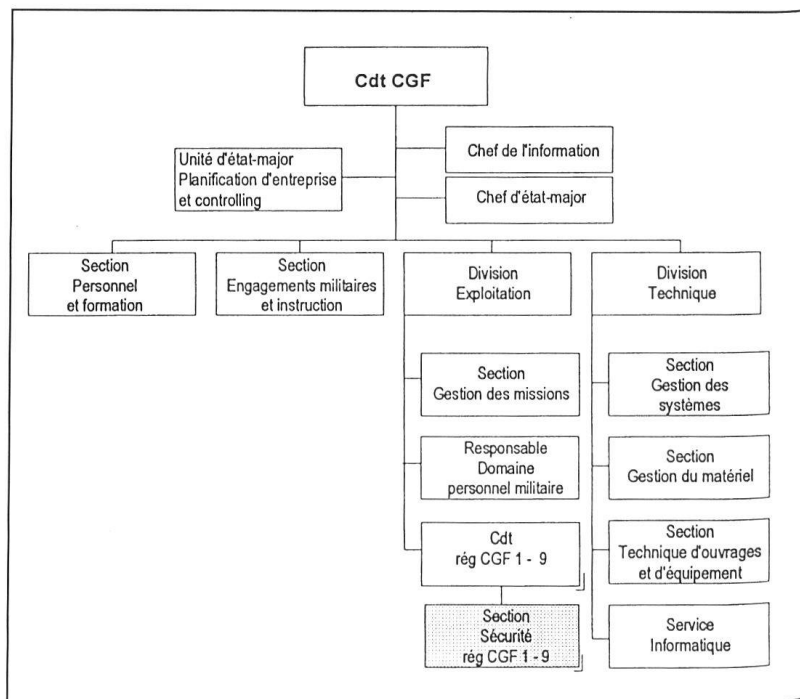 Cdt CGF
Unité d'état-major
Planification d'entreprise
et controlling
Chef de l'information
Chef d'état-major
Section
Personnel
et formation
Section
Engagements militaires
et instruction
Division
Exploitation
Division
Technique
Section
Gestion des missions
Responsable
Domaine
personnel militaire
Cdt
rég CGF 1 - 9
Section
Sécurité
rég CGF 1 - 9
Section
Gestion des
systèmes
Section
Gestion du matériel
Section
Technique d'ouvrages
et d'équipement
Service
Informatique